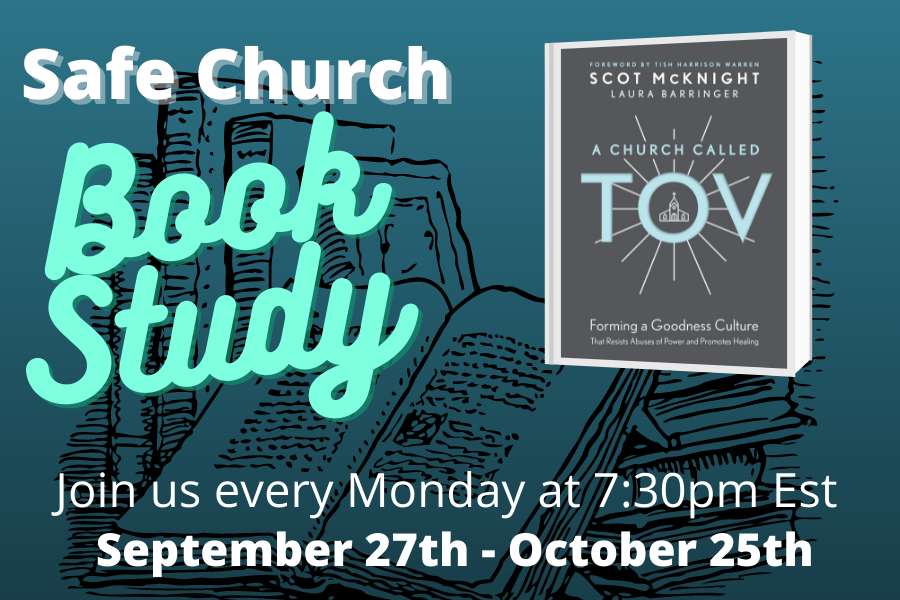 Safe Church
Book
Study
FOREWORD BY TISH HARRISON WARREN
SCOT McKNIGHT
LAURA BARRINGER
A CHURCH CALLED
TOV
Forming a Goodness Culture
That Resists Abuses of Power and Promotes Healing
Join us every Monday at 7:30pm Est
September 27th - October 25th